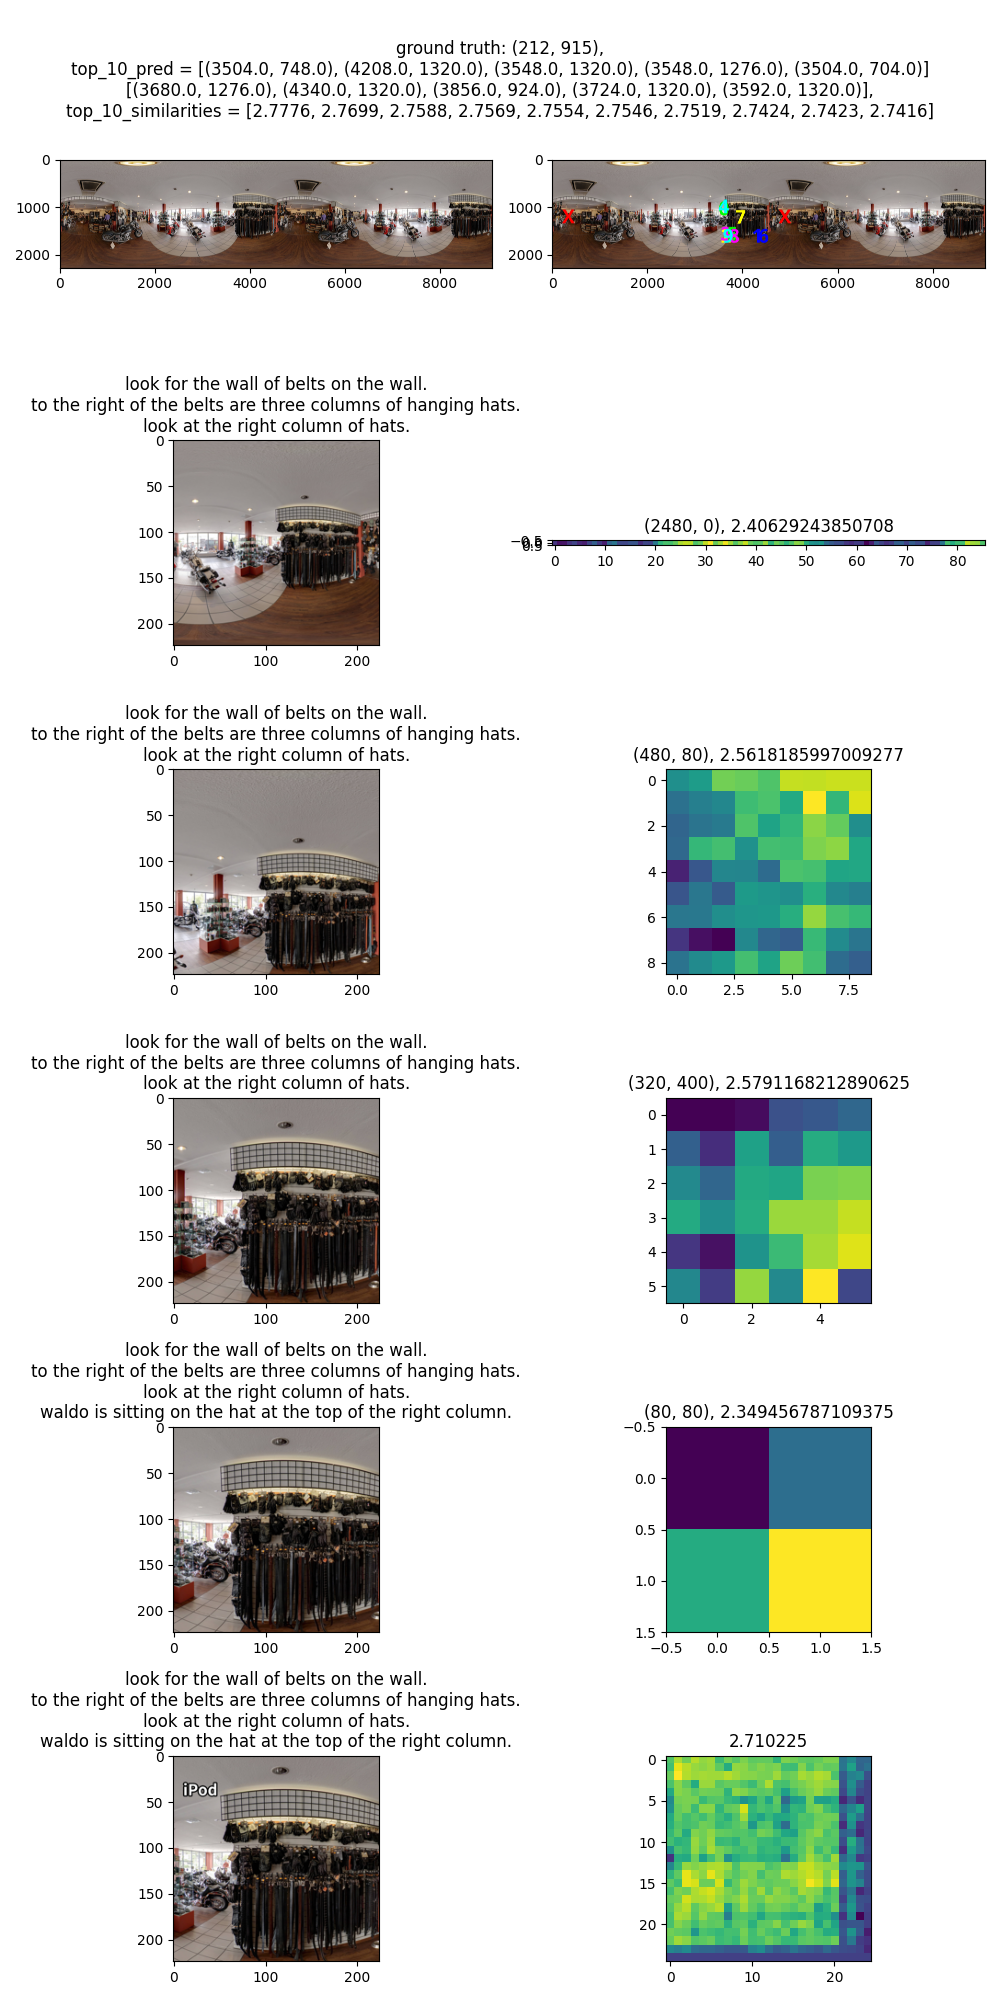 ground truth: (212, 915),
top_10_pred = [(3504.0, 748.0), (4208.0, 1320.0), (3548.0, 1320.0), (3548.0, 1276.0), (3504.0, 704.0)]
[(3680.0, 1276.0), (4340.0, 1320.0), (3856.0, 924.0), (3724.0, 1320.0), (3592.0, 1320.0)],
top_10_similarities = [2.7776, 2.7699, 2.7588, 2.7569, 2.7554, 2.7546, 2.7519, 2.7424, 2.7423, 2.7416]
0
1000
2000
0 2000 4000 6000 8000
0
1000
2000
X 7 X
0 2000 4000 6000 8000
look for the wall of belts on the wall.
to the right of the belts are three columns of hanging hats.
look at the right column of hats.
0
50
100
150
200
0 100 200
(2480, 0), 2.40629243850708
0 10 20 30 40 50 60 70 80
look for the wall of belts on the wall.
to the right of the belts are three columns of hanging hats.
look at the right column of hats.
0
50
100
150
200
0 100 200
(480, 80), 2.5618185997009277
0
2
4
6
8
0.0 2.5 5.0 7.5
look for the wall of belts on the wall.
to the right of the belts are three columns of hanging hats.
look at the right column of hats.
0
50
100
150
200
0 100 200
(320, 400), 2.5791168212890625
0
1
2
3
4
5
0 2 4
look for the wall of belts on the wall.
to the right of the belts are three columns of hanging hats.
look at the right column of hats.
waldo is sitting on the hat at the top of the right column.
0
50
100
150
200
0 100 200
(80, 80), 2.349456787109375
−0.5
0.0
0.5
1.0
1.5
−0.5 0.0 0.5 1.0 1.5
look for the wall of belts on the wall.
to the right of the belts are three columns of hanging hats.
look at the right column of hats.
waldo is sitting on the hat at the top of the right column.
0
50
100
150
200
iPod
0 100 200
2.710225
0
5
10
15
20
0 10 20